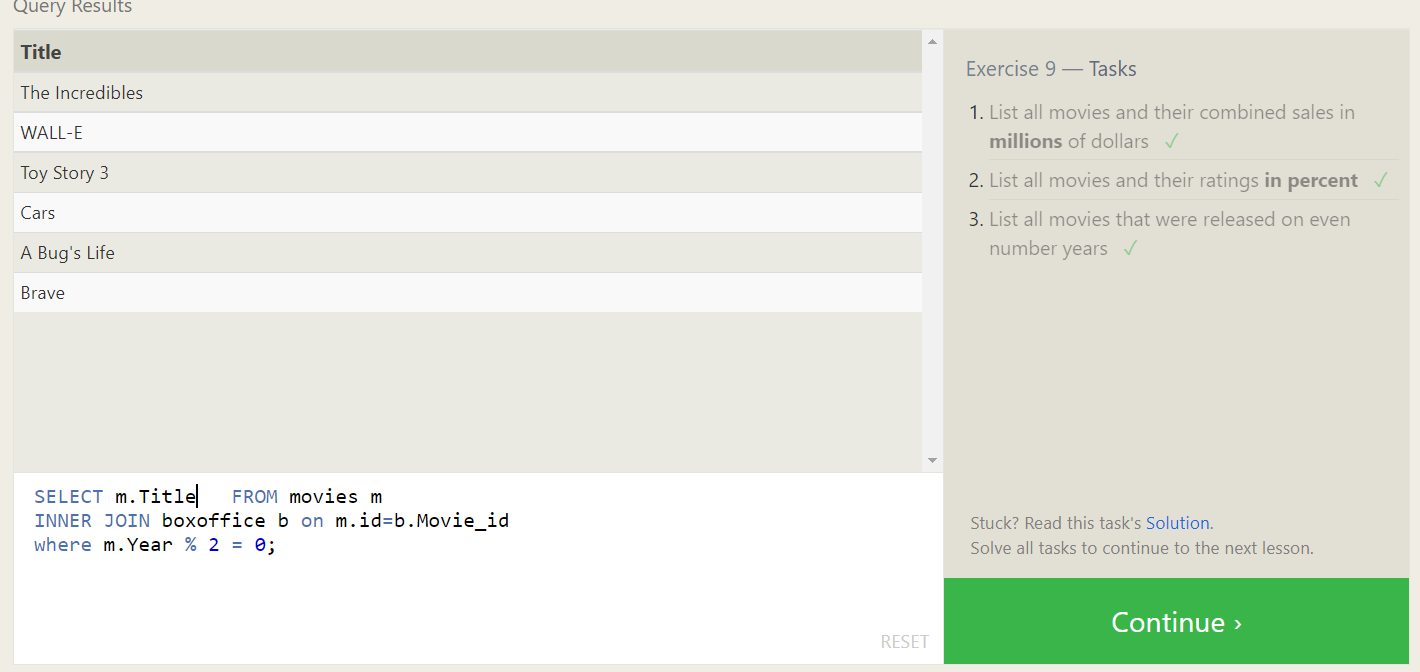 Query Results
Title
The Incredibles
WALL-E
Toy Story 3
Cars
A Bug's Life
Brave
SELECT m.Title   FROM movies m
INNER JOIN boxoffice b on m.id=b.Movie_id
where m.Year % 2 = 0;
RESET
Exercise 9 — Tasks
1. List all movies and their combined sales in
millions of dollars ✓
2. List all movies and their ratings in percent ✓
3. List all movies that were released on even
number years ✓
Stuck? Read this task's Solution.
Solve all tasks to continue to the next lesson.
Continue ›